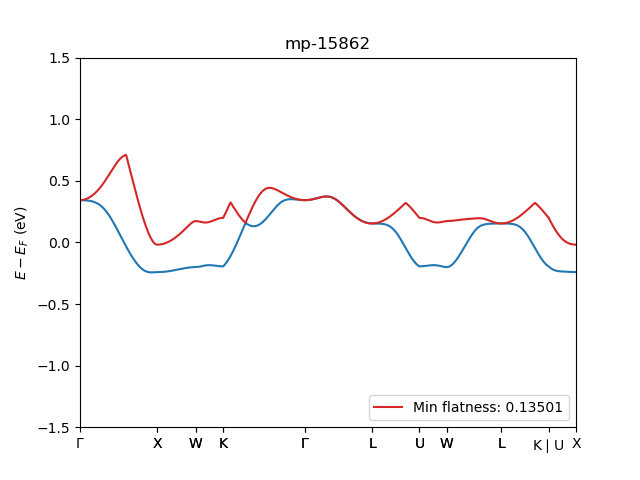 mp-15862
1.5
1.0
0.5
0.0
−0.5
−1.0
−1.5
E − E_F (eV)
Min flatness: 0.13501
Γ X W K Γ L U W L K | U X